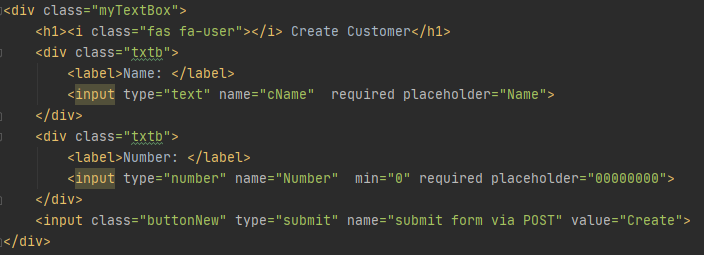 <div class="myTextBox">
<h1><i class="fas fa-user"></i> Create Customer</h1>
<div class="txtb">
<label>Name: </label>
<input type="text" name="cName"  required placeholder="Name">
</div>
<div class="txtb">
<label>Number: </label>
<input type="number" name="Number"  min="0" required placeholder="00000000">
</div>
<input class="buttonNew" type="submit" name="submit form via POST" value="Create">
</div>